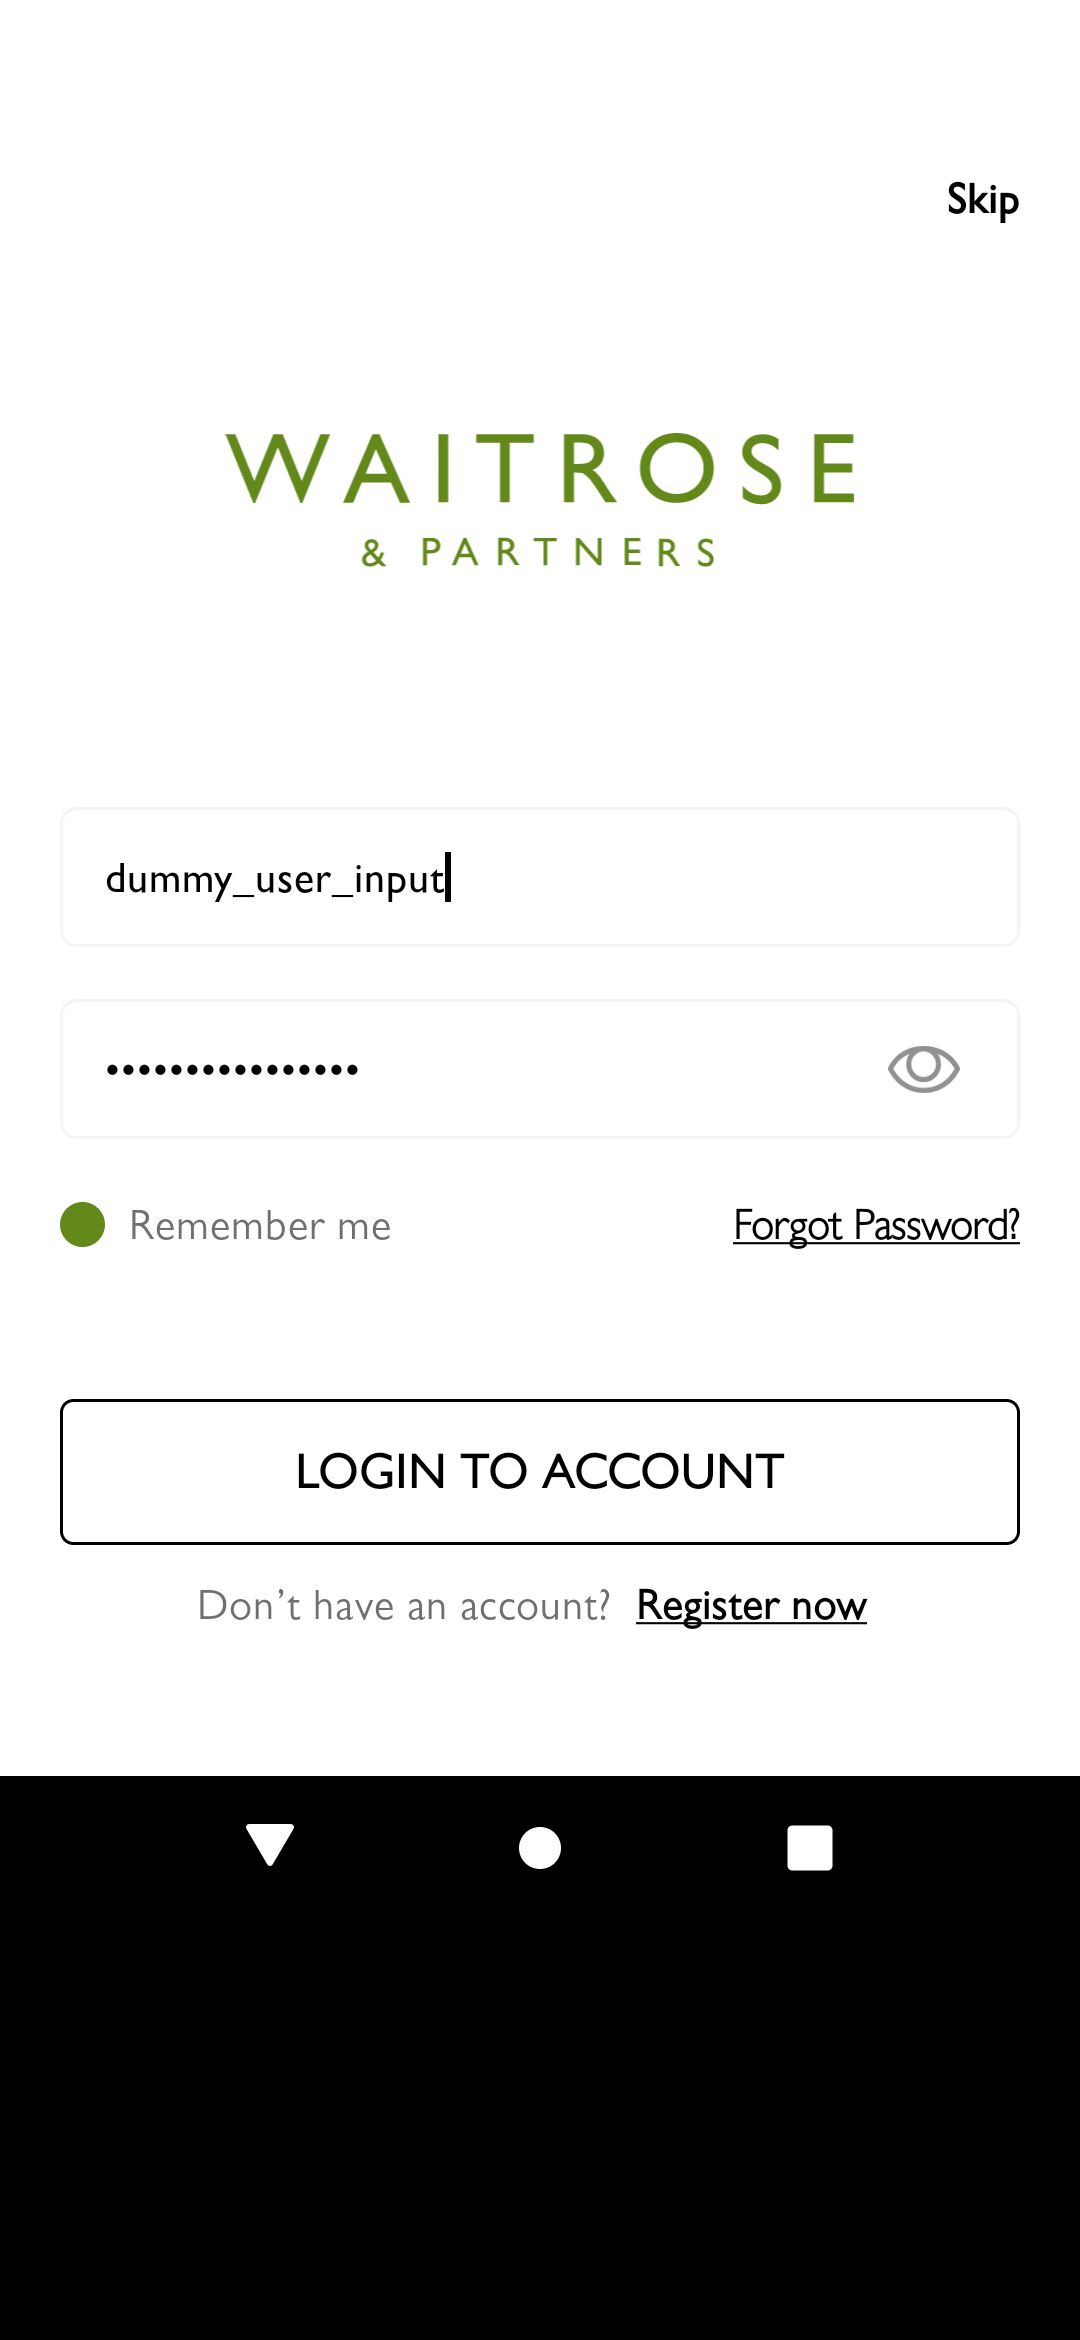 Skip
WAITROSE
& PARTNERS
dummy_user_input
••••••••••••••••
Remember me
Forgot Password?
LOGIN TO ACCOUNT
Don’t have an account? Register now